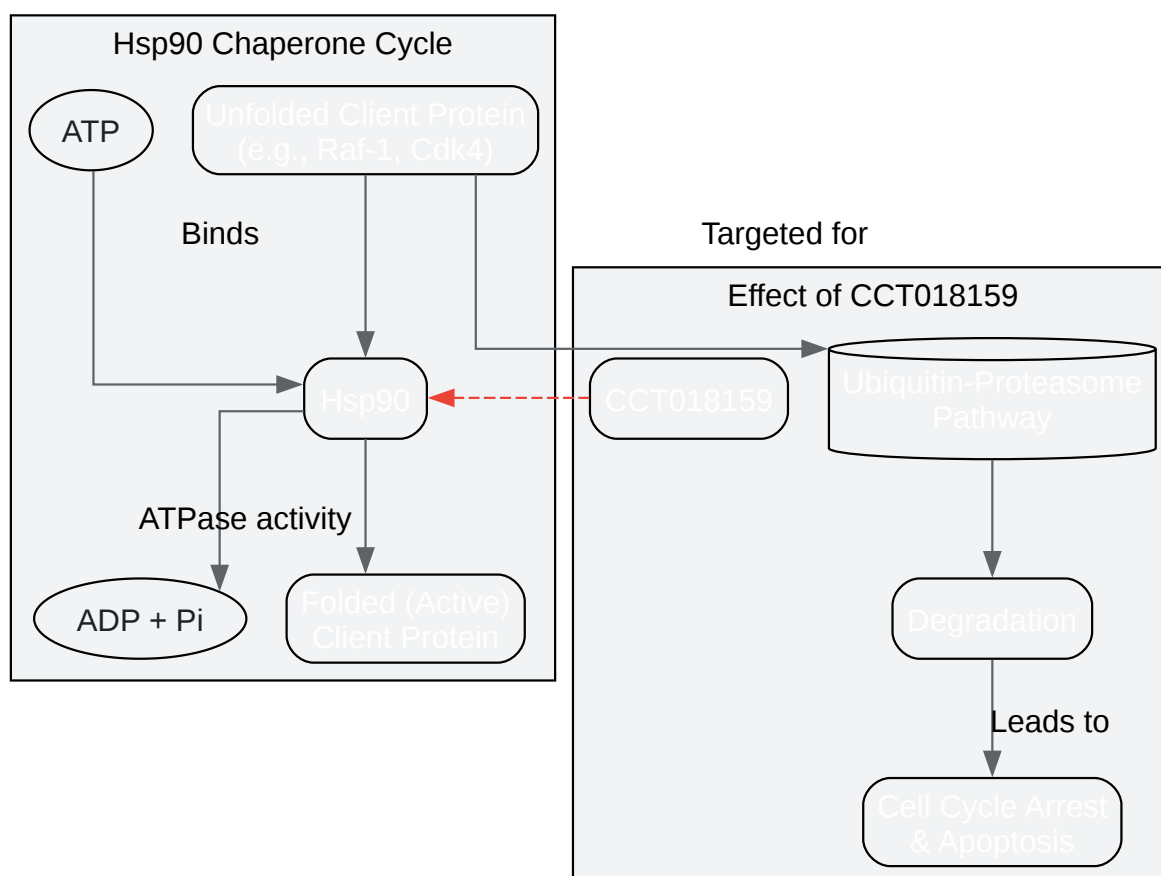 Hsp90 Chaperone Cycle
ATP
Unfolded Client Protein
(e.g., Raf-1, Cdk4)
Binds
Targeted for
Effect of CCT018159
Hsp90
CCT018159
Ubiquitin-Proteasome
Pathway
ATPase activity
ADP + Pi
Folded (Active)
Client Protein
Degradation
Leads to
Cell Cycle Arrest
& Apoptosis